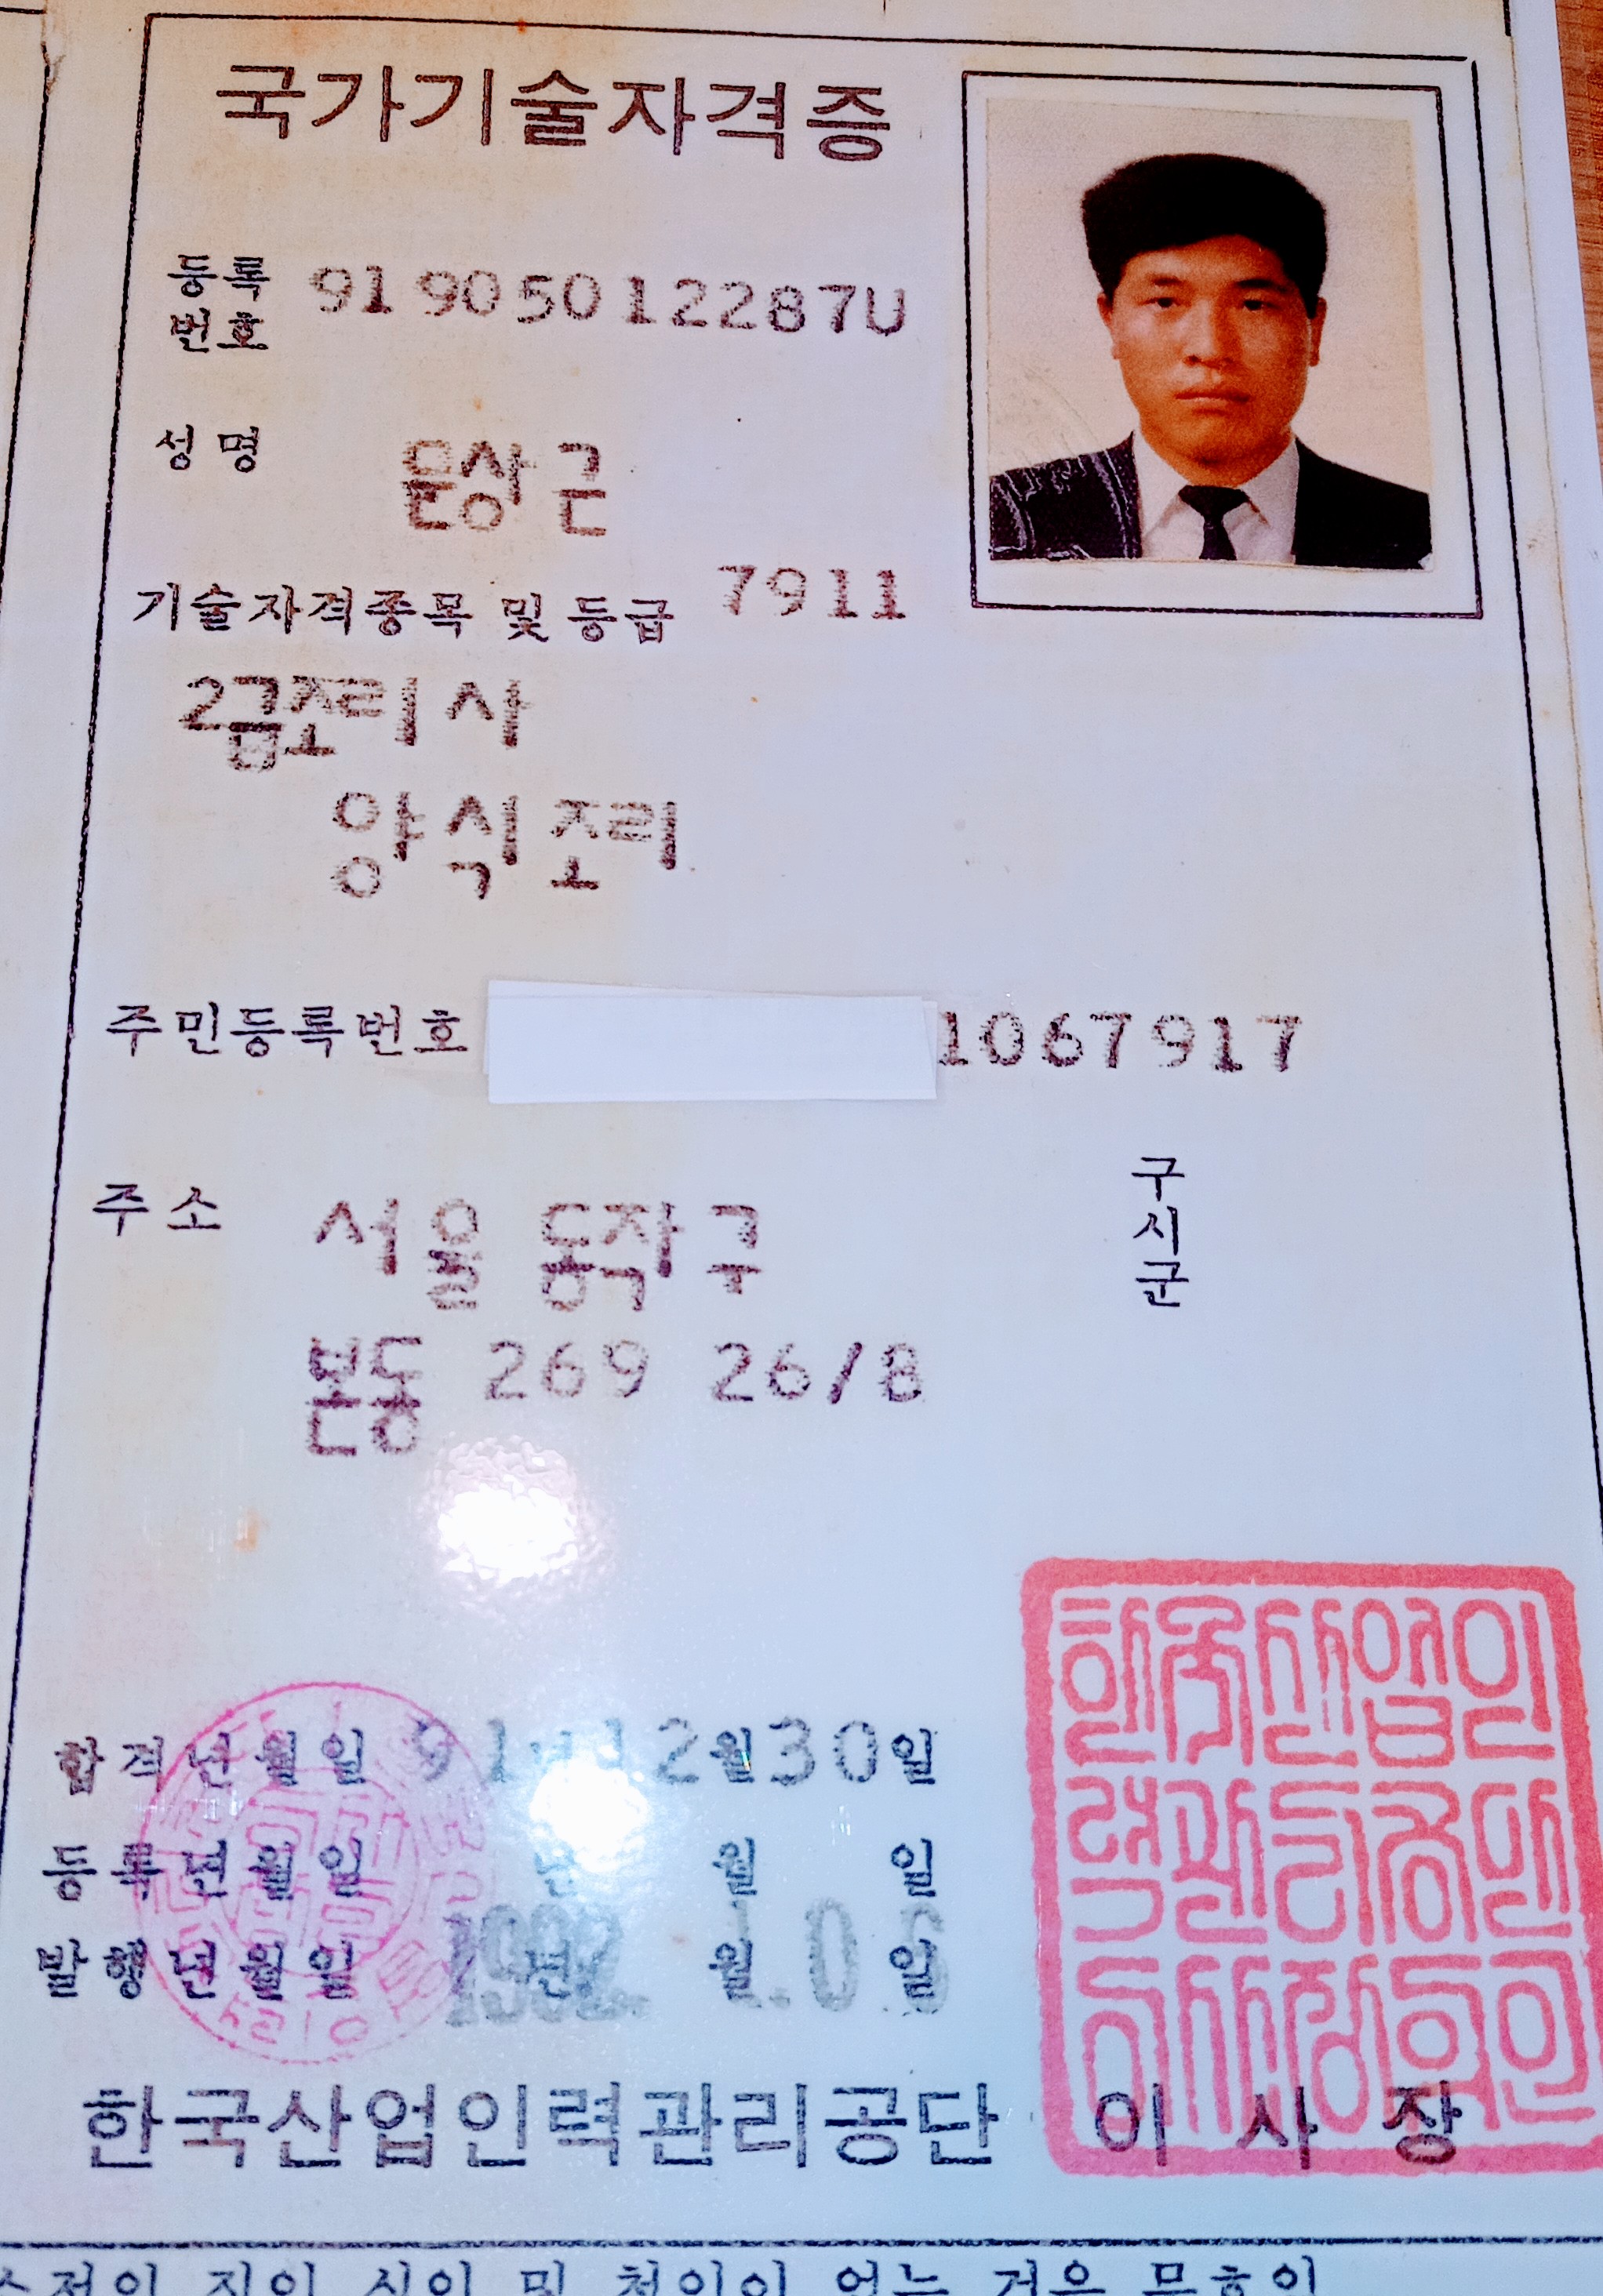 국가기술자격증
등록번호 91905012287U
성명 문상근
기술자격종목 및 등급 7911
2급조리사
양식조리
주민등록번호 1067917
주소 서울 동작구 구시군
본동 269 26/8
합격년월일 91년12월30일
등록년월일 년 월 일
발행년월일 1992.년 월 일
한국산업인력관리공단 이사장